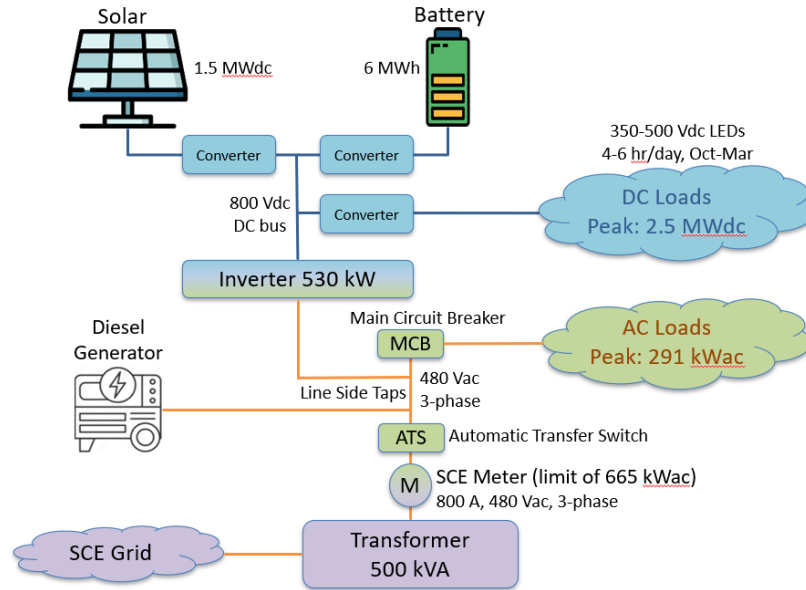 Solar
Battery
1.5 MWdc
6 MWh
350-500 Vdc LEDs
4-6 hr/day, Oct-Mar
Converter
Converter
DC Loads
Peak: 2.5 MWdc
800 Vdc
DC bus
Converter
Inverter 530 kW
Diesel
Generator
Main Circuit Breaker
MCB
AC Loads
Peak: 291 kWac
Line Side Taps
480 Vac
3-phase
ATS
Automatic Transfer Switch
M
SCE Meter (limit of 665 kWac)
800 A, 480 Vac, 3-phase
SCE Grid
Transformer
500 kVA